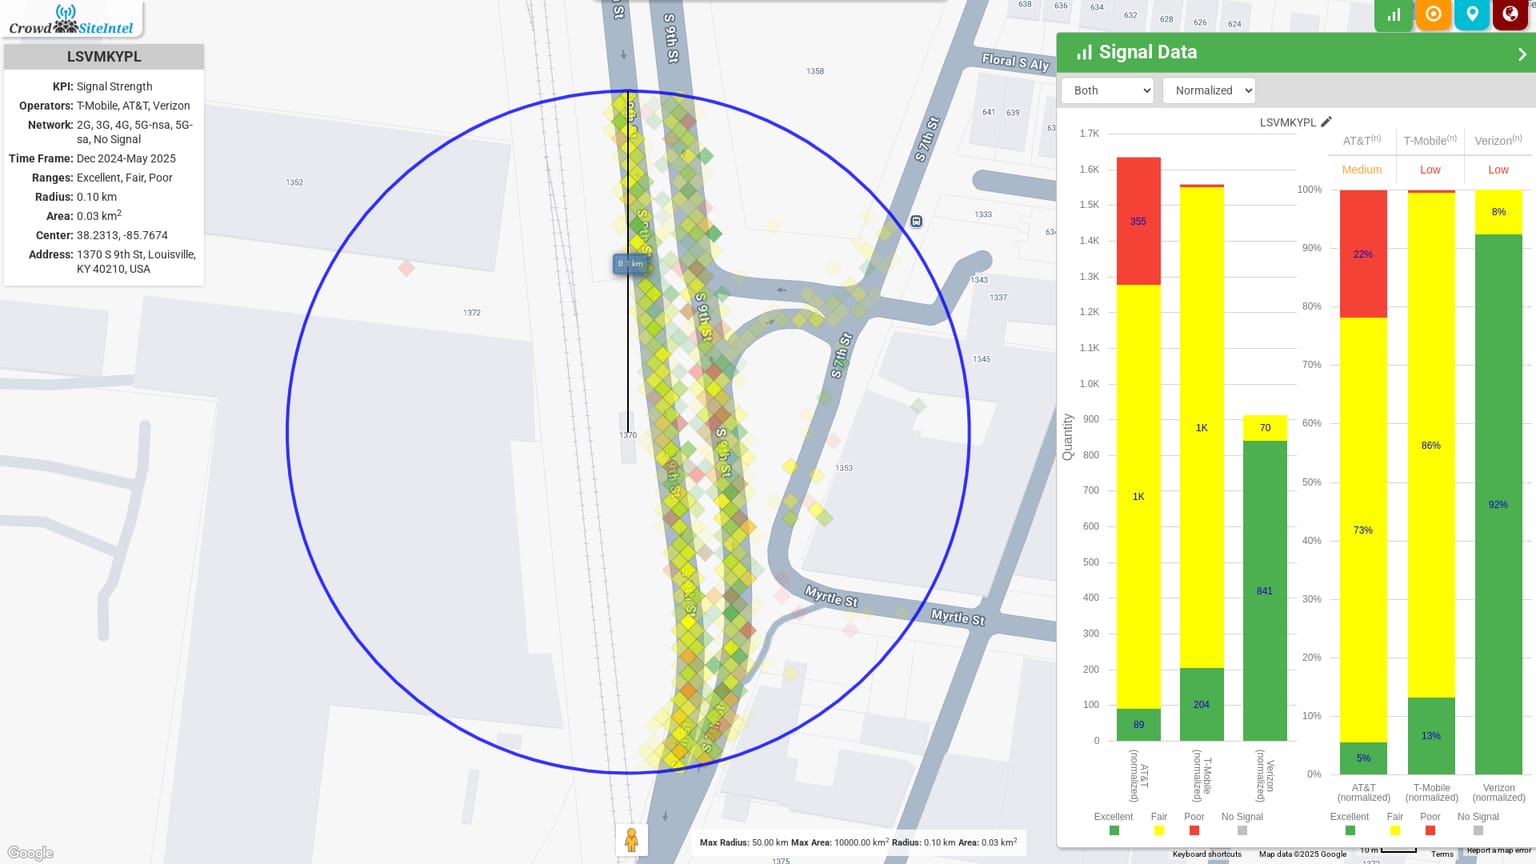 Crowd SiteIntel
LSVMKYPL
KPI: Signal Strength
Operators: T-Mobile, AT&T, Verizon
Network: 2G, 3G, 4G, 5G-nsa, 5G-
sa, No Signal
Time Frame: Dec 2024-May 2025
Ranges: Excellent, Fair, Poor
Radius: 0.10 km
Area: 0.03 km²
Center: 38.2313, -85.7674
Address: 1370 S 9th St, Louisville,
KY 40210, USA
S 9th St
638
636
634
634
632
628
626
624
Floral S Aly
1358
641
639
S 7th St
1352
1333
1343
1337
1372
S 9th St
S 7th St
1345
1370
S 9th St
1353
Myrtle St
Myrtle St
1375
Google
Max Radius: 50.00 km Max Area: 10000.00 km² Radius: 0.10 km Area: 0.03 km²
Signal Data
Both
Normalized
LSVMKYPL
Quantity
1.7K
1.6K
1.5K
1.4K
1.3K
1.2K
1.1K
1.0K
900
800
700
600
500
400
300
200
100
0
355
1K
89
1K
204
70
841
AT&T
(normalized)
T-Mobile
(normalized)
Verizon
(normalized)
Excellent
Fair
Poor
No Signal
AT&T(n)
T-Mobile(n)
Verizon(n)
Medium
Low
Low
100%
90%
80%
70%
60%
50%
40%
30%
20%
10%
0%
22%
73%
5%
86%
13%
8%
92%
AT&T
(normalized)
T-Mobile
(normalized)
Verizon
(normalized)
Excellent
Fair
Poor
No Signal
Keyboard shortcuts
Map data ©2025 Google
10 m
Terms
Report a map error